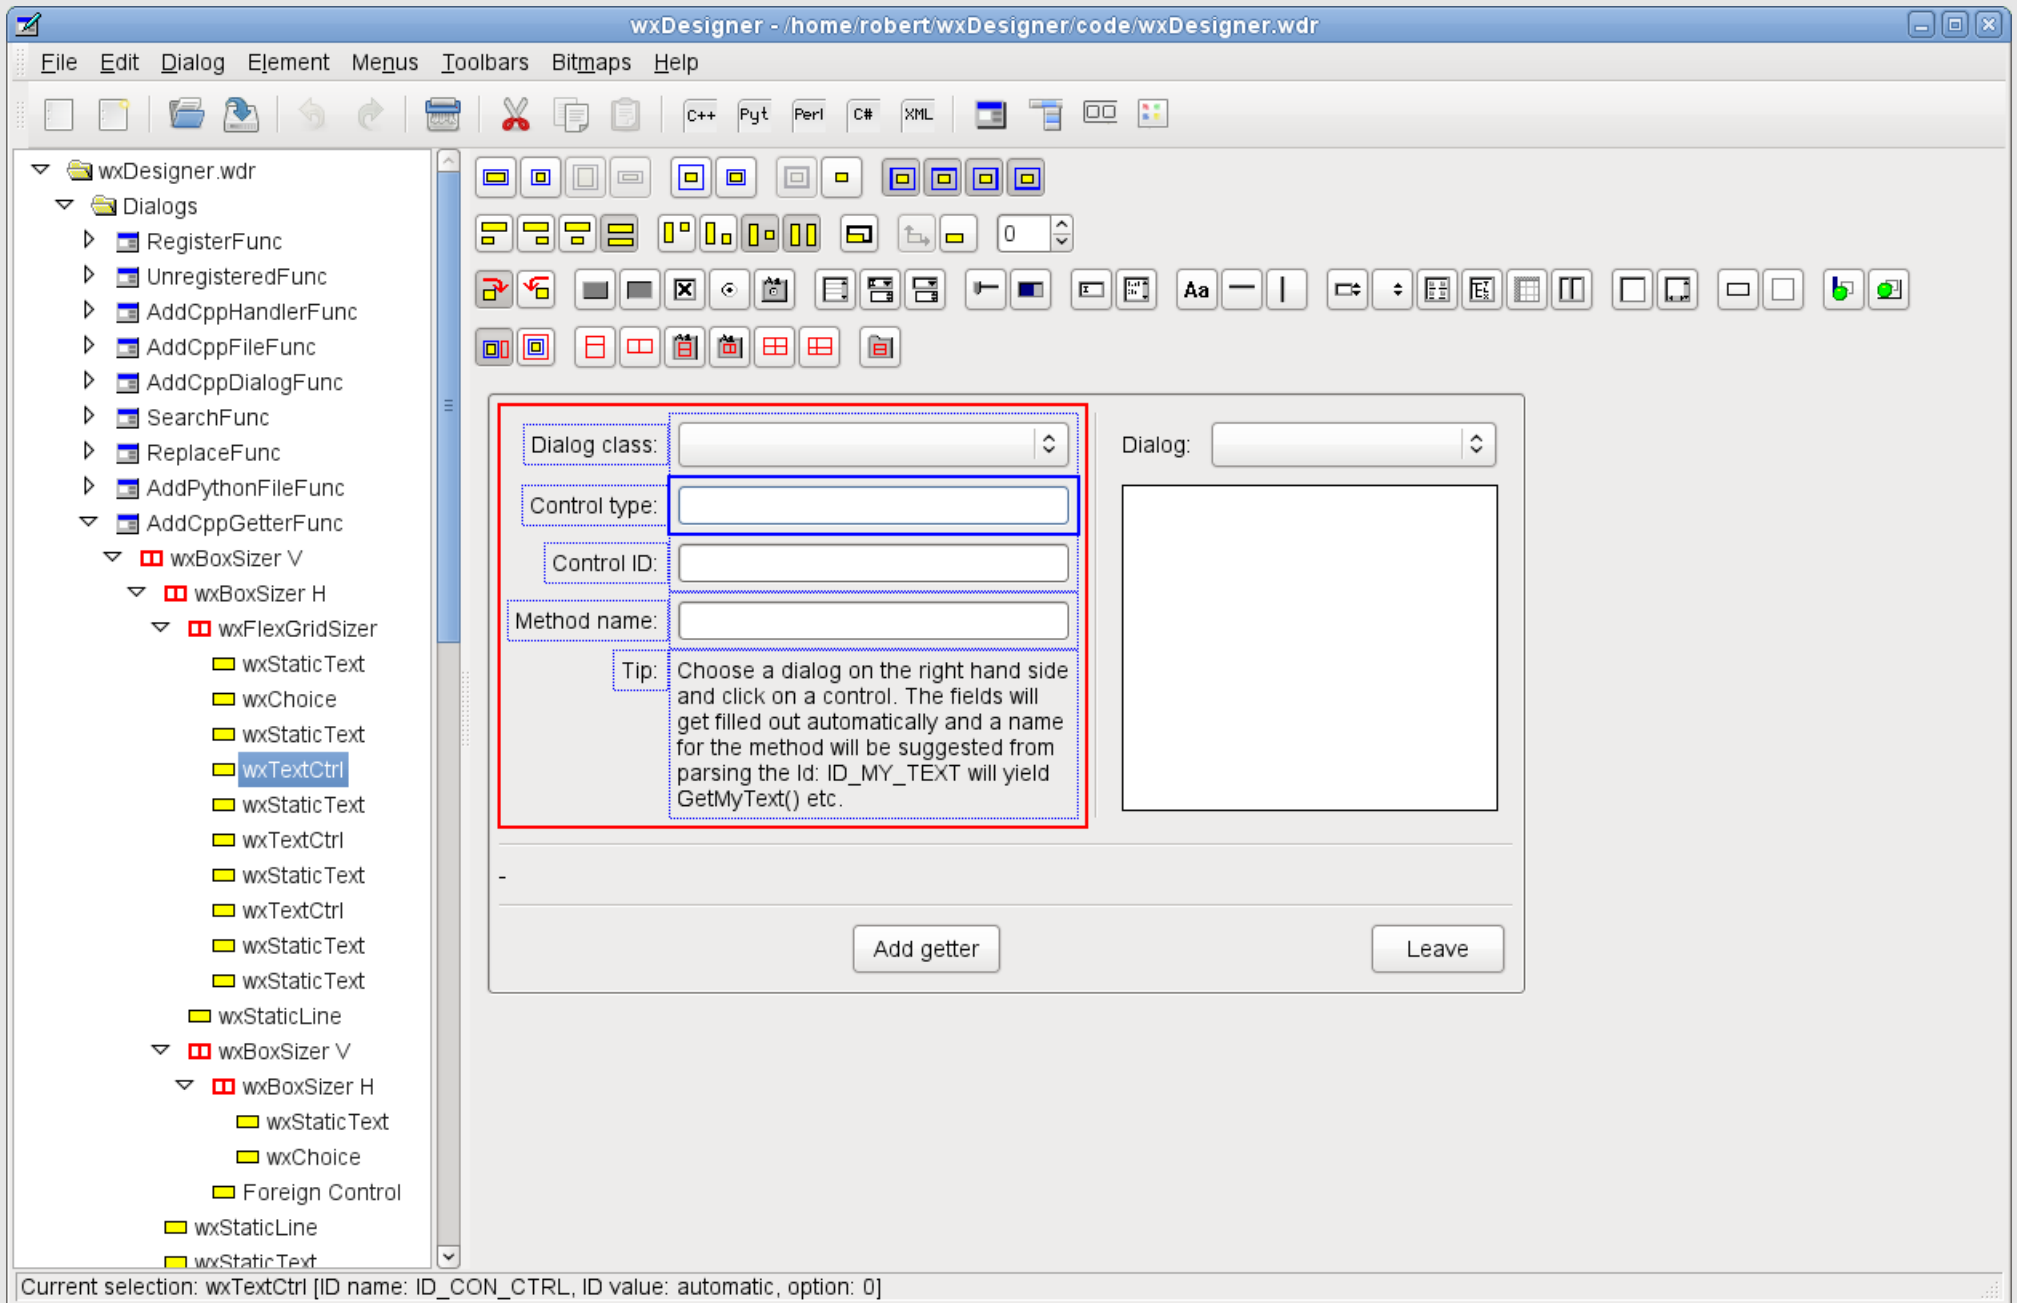 wxDesigner - /home/robert/wxDesigner/code/wxDesigner.wdr
File Edit Dialog Element Menus Toolbars Bitmaps Help
C++ Pyt Perl C# XML
wxDesigner.wdr
Dialogs
RegisterFunc
UnregisteredFunc
AddCppHandlerFunc
AddCppFileFunc
AddCppDialogFunc
SearchFunc
ReplaceFunc
AddPythonFileFunc
AddCppGetterFunc
wxBoxSizer V
wxBoxSizer H
wxFlexGridSizer
wxStaticText
wxChoice
wxStaticText
wxTextCtrl
wxStaticText
wxTextCtrl
wxStaticText
wxTextCtrl
wxStaticText
wxStaticText
wxStaticLine
wxBoxSizer V
wxBoxSizer H
wxStaticText
wxChoice
Foreign Control
wxStaticLine
wxStaticText
0
Aa
Dialog class:
Control type:
Control ID:
Method name:
Tip: Choose a dialog on the right hand side
and click on a control. The fields will
get filled out automatically and a name
for the method will be suggested from
parsing the Id: ID_MY_TEXT will yield
GetMyText() etc.
Dialog:
-
Add getter
Leave
Current selection: wxTextCtrl [ID name: ID_CON_CTRL, ID value: automatic, option: 0]